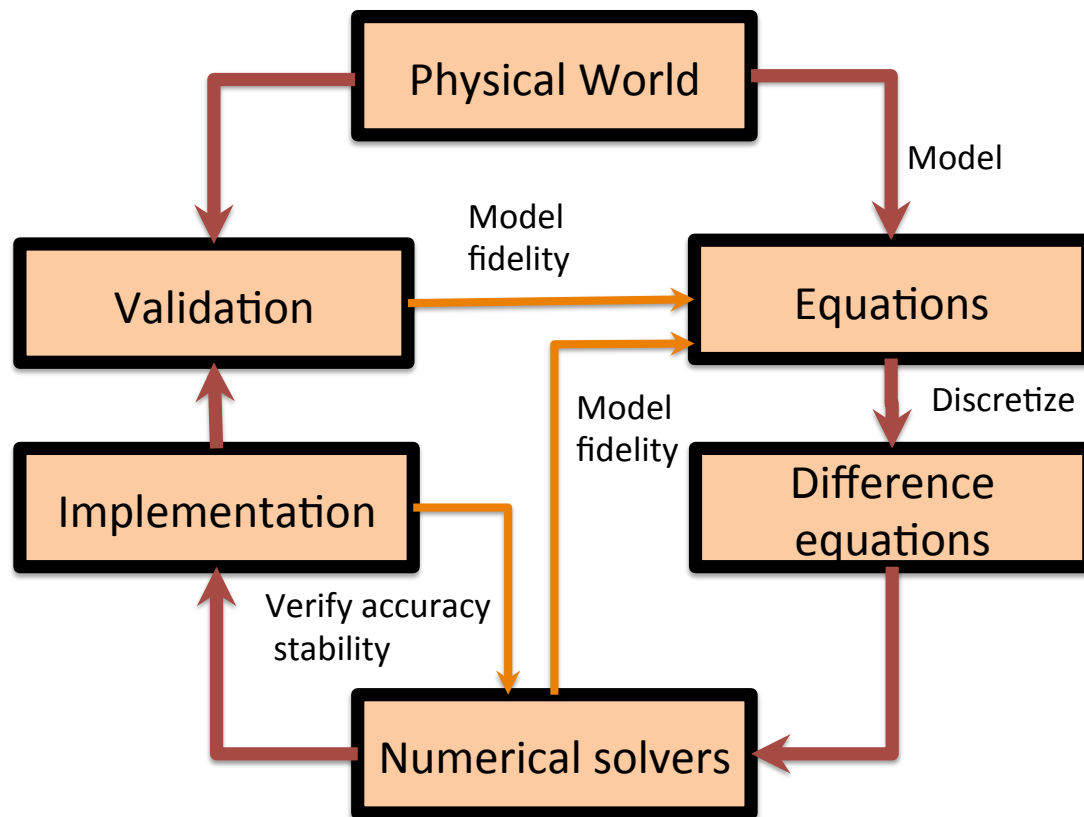 Physical World
Model
Model
fidelity
Validation
Equations
Model
fidelity
Discretize
Implementation
Difference
equations
Verify accuracy
stability
Numerical solvers